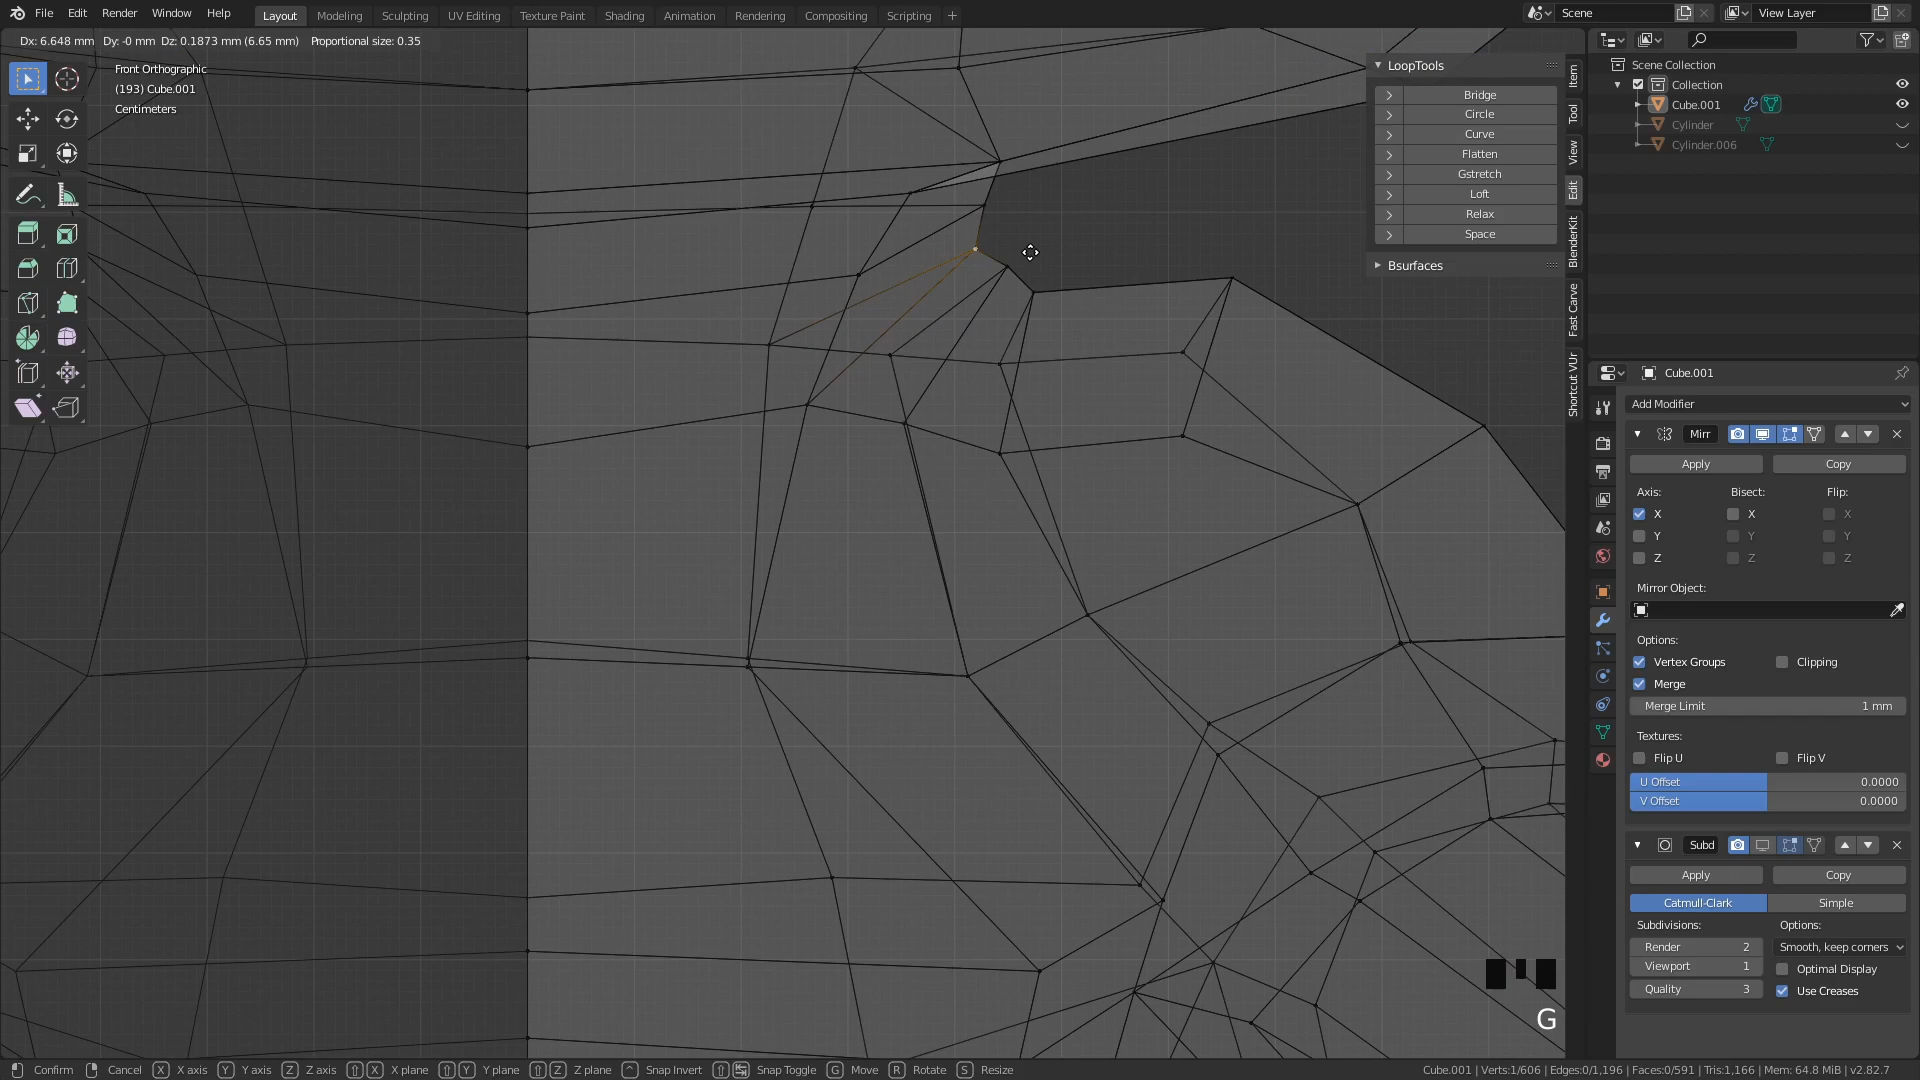 File Edit Render Window Help Layout Modeling Sculpting UV Editing Texture Paint Shading Animation Rendering Compositing Scripting Scene View Layer
Dx: 6.648 mm Dy: -0 mm Dz: 0.1873 mm (6.65 mm) Proportional size: 0.35
Front Orthographic
(193) Cube.001
Centimeters
LoopTools
Bridge
Circle
Curve
Flatten
Gstretch
Loft
Relax
Space
Bsurfaces
Item
Tool
View
Edit
BlenderKit
Fast Carve
Shortcut VUr
Scene Collection
Collection
Cube.001
Cylinder
Cylinder.006
Cube.001
Add Modifier
Mirr
Apply Copy
Axis: Bisect: Flip:
X X X
Y Y Y
Z Z Z
Mirror Object:
Options:
Vertex Groups Clipping
Merge
Merge Limit 1 mm
Textures:
Flip U Flip V
U Offset 0.0000
V Offset 0.0000
Subd
Apply Copy
Catmull-Clark Simple
Subdivisions: Options:
Render 2 Smooth, keep corners
Viewport 1 Optimal Display
Quality 3 Use Creases
G
Confirm Cancel X X axis Y Y axis Z Z axis X X plane Y Y plane Z Z plane ^ Snap Invert Snap Toggle G Move R Rotate S Resize Cube.001 | Verts:1/606 | Edges:0/1,196 | Faces:0/591 | Tris:1,166 | Mem: 64.8 MiB | v2.82.7